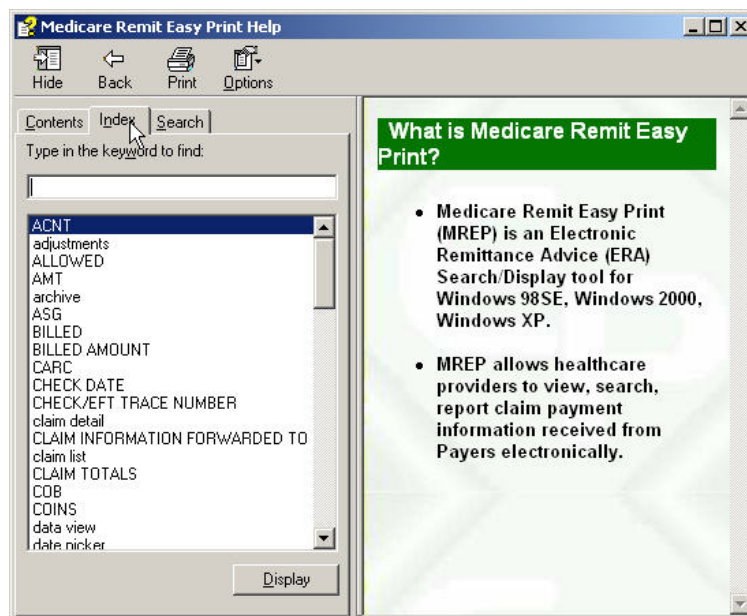 Medicare Remit Easy Print Help
Hide Back Print Options
Contents Index Search
Type in the keyword to find:
ACNT
adjustments
ALLOWED
AMT
archive
ASG
BILLED
BILLED AMOUNT
CARC
CHECK DATE
CHECK/EFT TRACE NUMBER
claim detail
CLAIM INFORMATION FORWARDED TO
claim list
CLAIM TOTALS
COB
COINS
data view
date picker
Display
What is Medicare Remit Easy
Print?
• Medicare Remit Easy Print
(MREP) is an Electronic
Remittance Advice (ERA)
Search/Display tool for
Windows 98SE, Windows 2000,
Windows XP.
• MREP allows healthcare
providers to view, search,
report claim payment
information received from
Payers electronically.